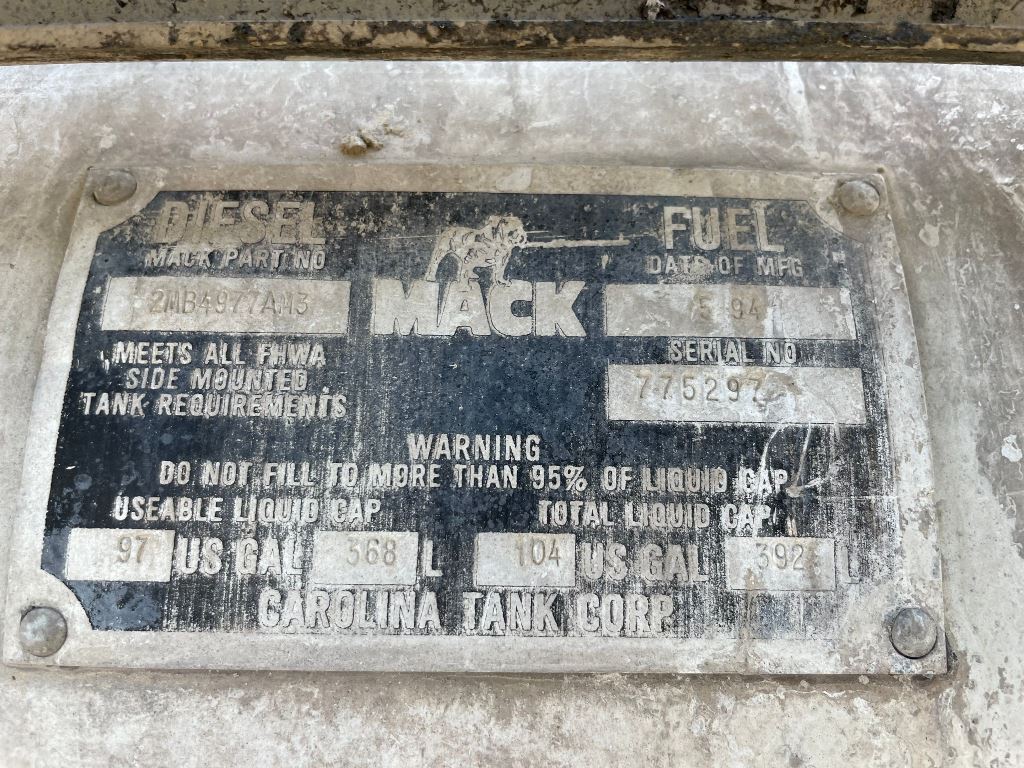 DIESEL FUEL
MACK PART NO DATE OF MFG
2MB4977AM3 MACK 5 94
MEETS ALL FHWA SERIAL NO
SIDE MOUNTED 775297
TANK REQUIREMENTS
WARNING
DO NOT FILL TO MORE THAN 95% OF LIQUID CAP
USEABLE LIQUID CAP TOTAL LIQUID CAP
97 US GAL 368 L 104 US GAL 392 L
CAROLINA TANK CORP